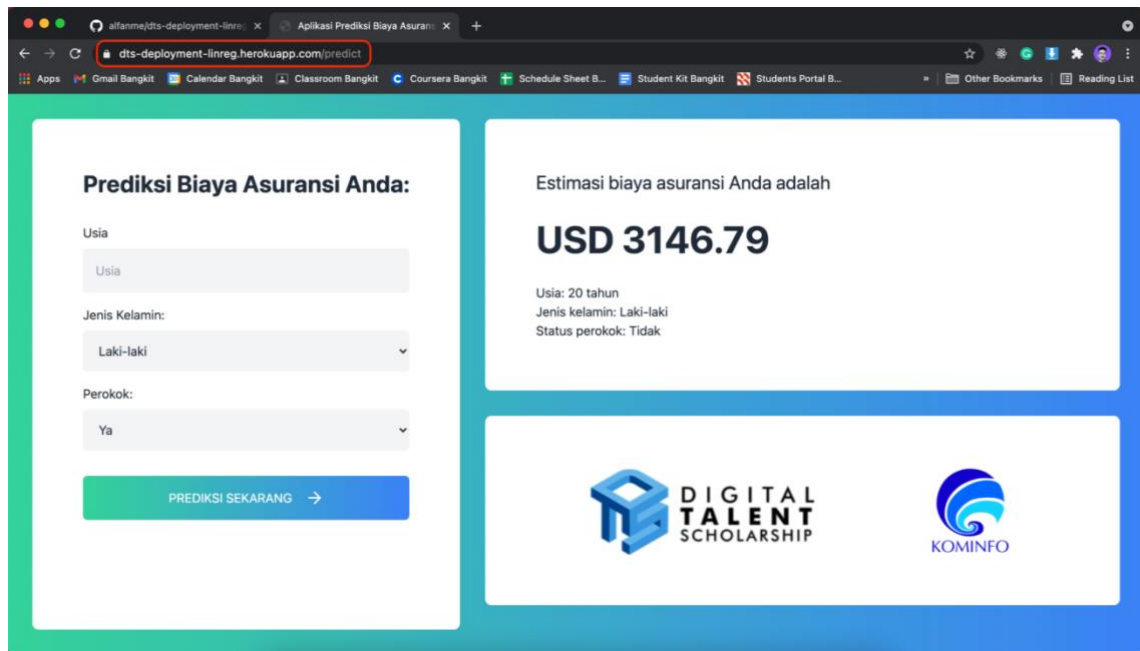 alfanme/dts-deployment-linre
Aplikasi Prediksi Biaya Asurans
dts-deployment-linreg.herokuapp.com/predict
Apps
Gmail Bangkit
Calendar Bangkit
Classroom Bangkit
Coursera Bangkit
Schedule Sheet B...
Student Kit Bangkit
Students Portal B...
»
Other Bookmarks
Reading List
Prediksi Biaya Asuransi Anda:
Usia
Usia
Jenis Kelamin:
Laki-laki
Perokok:
Ya
PREDIKSI SEKARANG →
Estimasi biaya asuransi Anda adalah
USD 3146.79
Usia: 20 tahun
Jenis kelamin: Laki-laki
Status perokok: Tidak
DIGITAL
TALENT
SCHOLARSHIP
KOMINFO